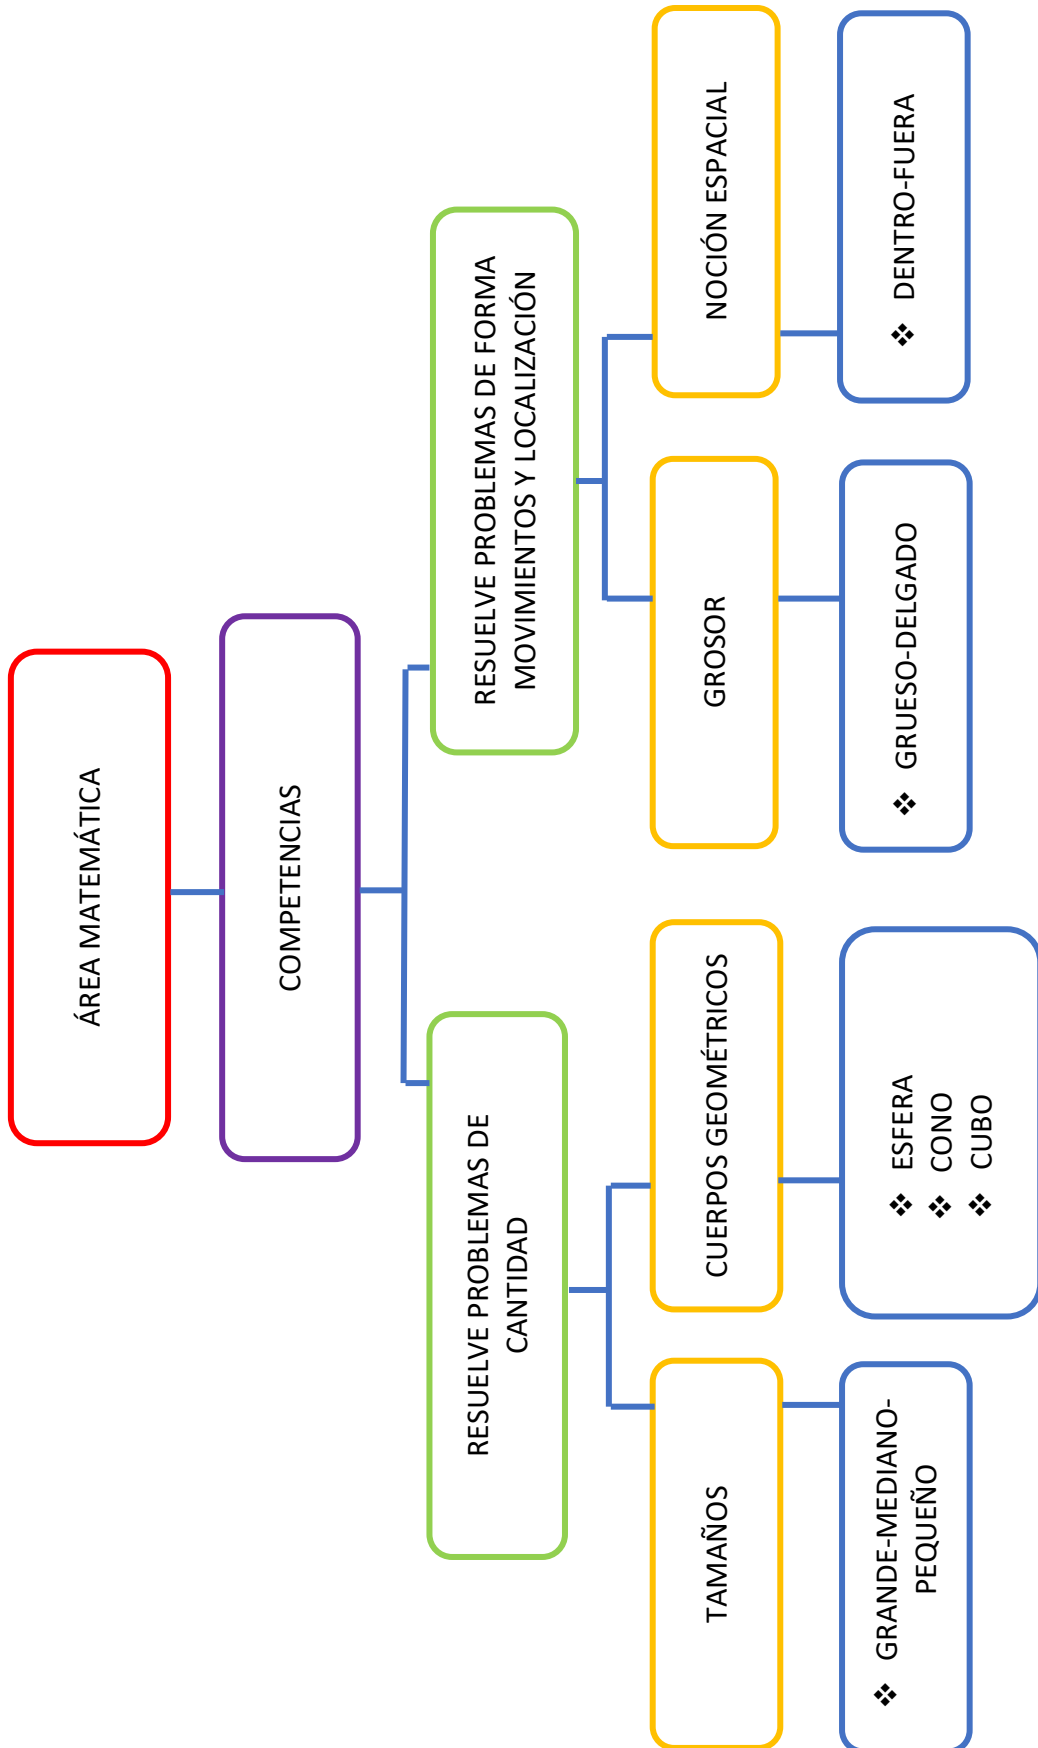 ÁREA MATEMÁTICA
COMPETENCIAS
RESUELVE PROBLEMAS DE
CANTIDAD
RESUELVE PROBLEMAS DE FORMA
MOVIMIENTOS Y LOCALIZACIÓN
TAMAÑOS
CUERPOS GEOMÉTRICOS
GROSOR
NOCIÓN ESPACIAL
❖ GRANDE-MEDIANO-
PEQUEÑO
❖ ESFERA
❖ CONO
❖ CUBO
❖ GRUESO-DELGADO
❖ DENTRO-FUERA